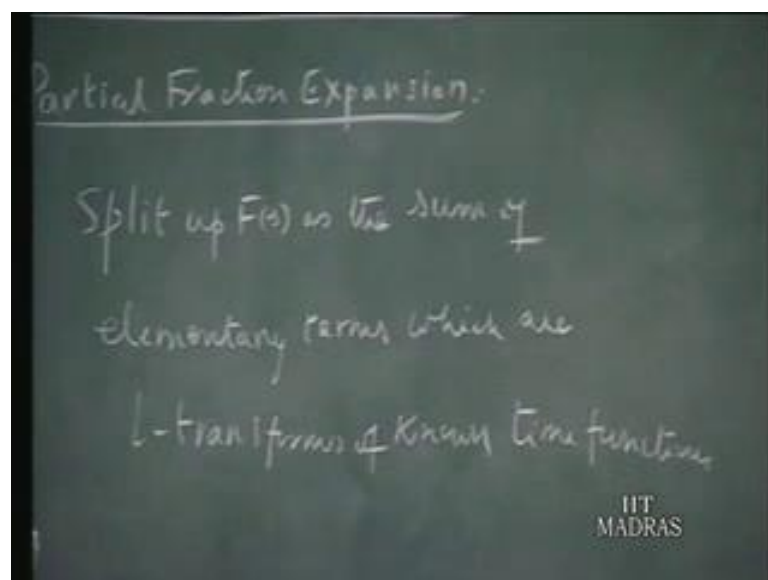 Partial Fraction Expansion.
Split up F(s) as the sum of
elementary terms which are
L-transforms of known time functions
IIT
MADRAS